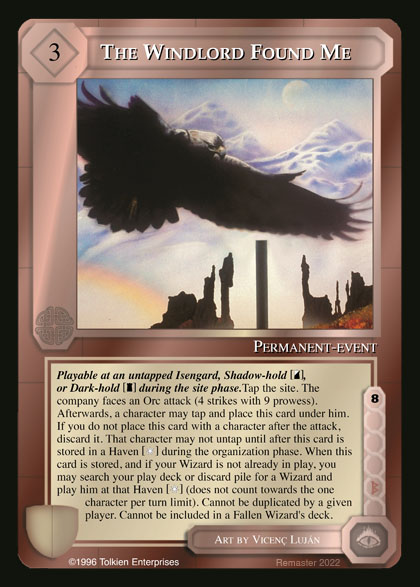 3
THE WINDLORD FOUND ME
PERMANENT-EVENT
Playable at an untapped Isengard, Shadow-hold [],
or Dark-hold [] during the site phase.Tap the site. The
company faces an Orc attack (4 strikes with 9 prowess).
Afterwards, a character may tap and place this card under him.
If you do not place this card with a character after the attack,
discard it. That character may not untap until after this card is
stored in a Haven [] during the organization phase. When this
card is stored, and if your Wizard is not already in play, you
may search your play deck or discard pile for a Wizard and
play him at that Haven [] (does not count towards the one
character per turn limit). Cannot be duplicated by a given
player. Cannot be included in a Fallen Wizard's deck.
8
ART BY VICENÇ LUJÁN
©1996 Tolkien Enterprises
Remaster 2022